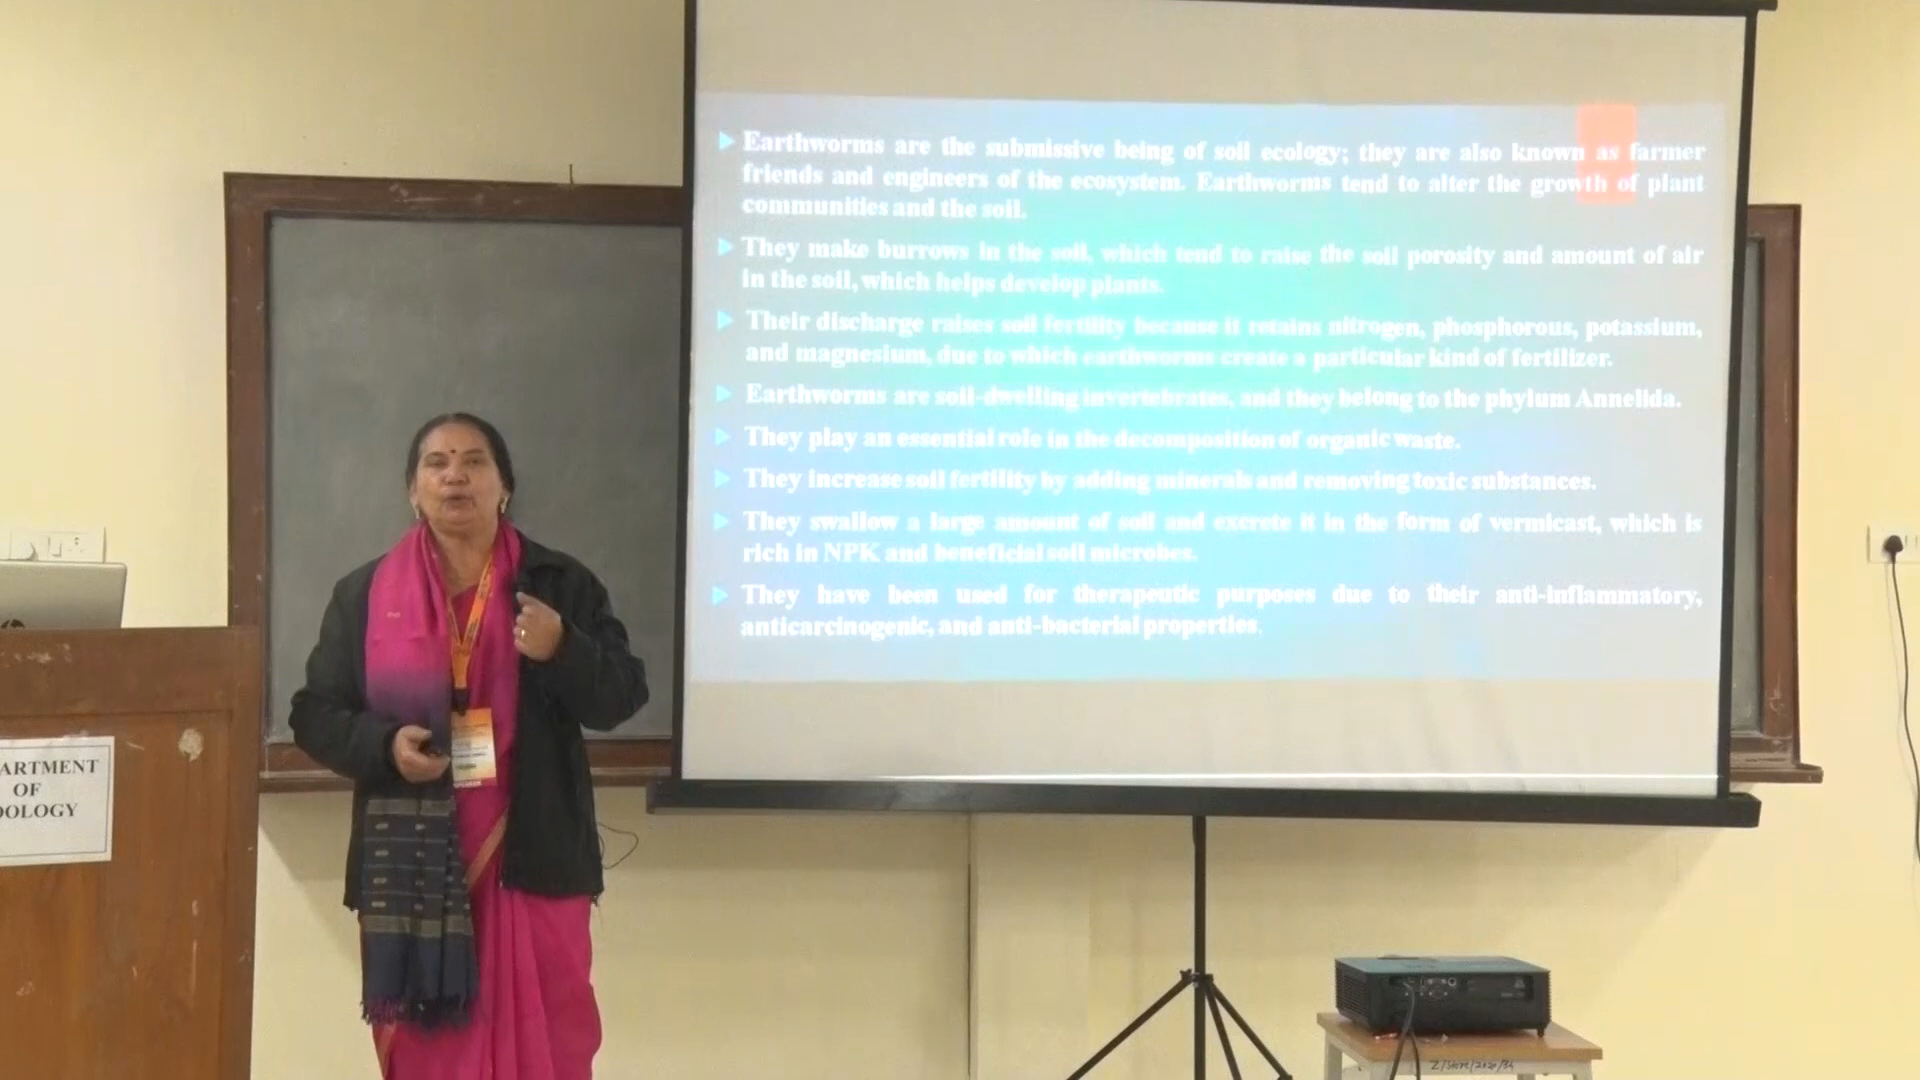 Earthworms are the submissive being of soil ecology; they are also known as farmer
friends and engineers of the ecosystem. Earthworms tend to alter the growth of plant
communities and the soil.
They make burrows in the soil, which tend to raise the soil porosity and amount of air
in the soil, which helps develop plants.
Their discharge raises soil fertility because it retains nitrogen, phosphorous, potassium,
and magnesium, due to which earthworms create a particular kind of fertilizer.
Earthworms are soil-dwelling invertebrates, and they belong to the phylum Annelida.
They play an essential role in the decomposition of organic waste.
They increase soil fertility by adding minerals and removing toxic substances.
They swallow a large amount of soil and excrete it in the form of vermicast, which is
rich in NPK and beneficial soil microbes.
They have been used for therapeutic purposes due to their anti-inflammatory,
anticarcinogenic, and anti-bacterial properties.
ARTMENT
OF
OOLOGY